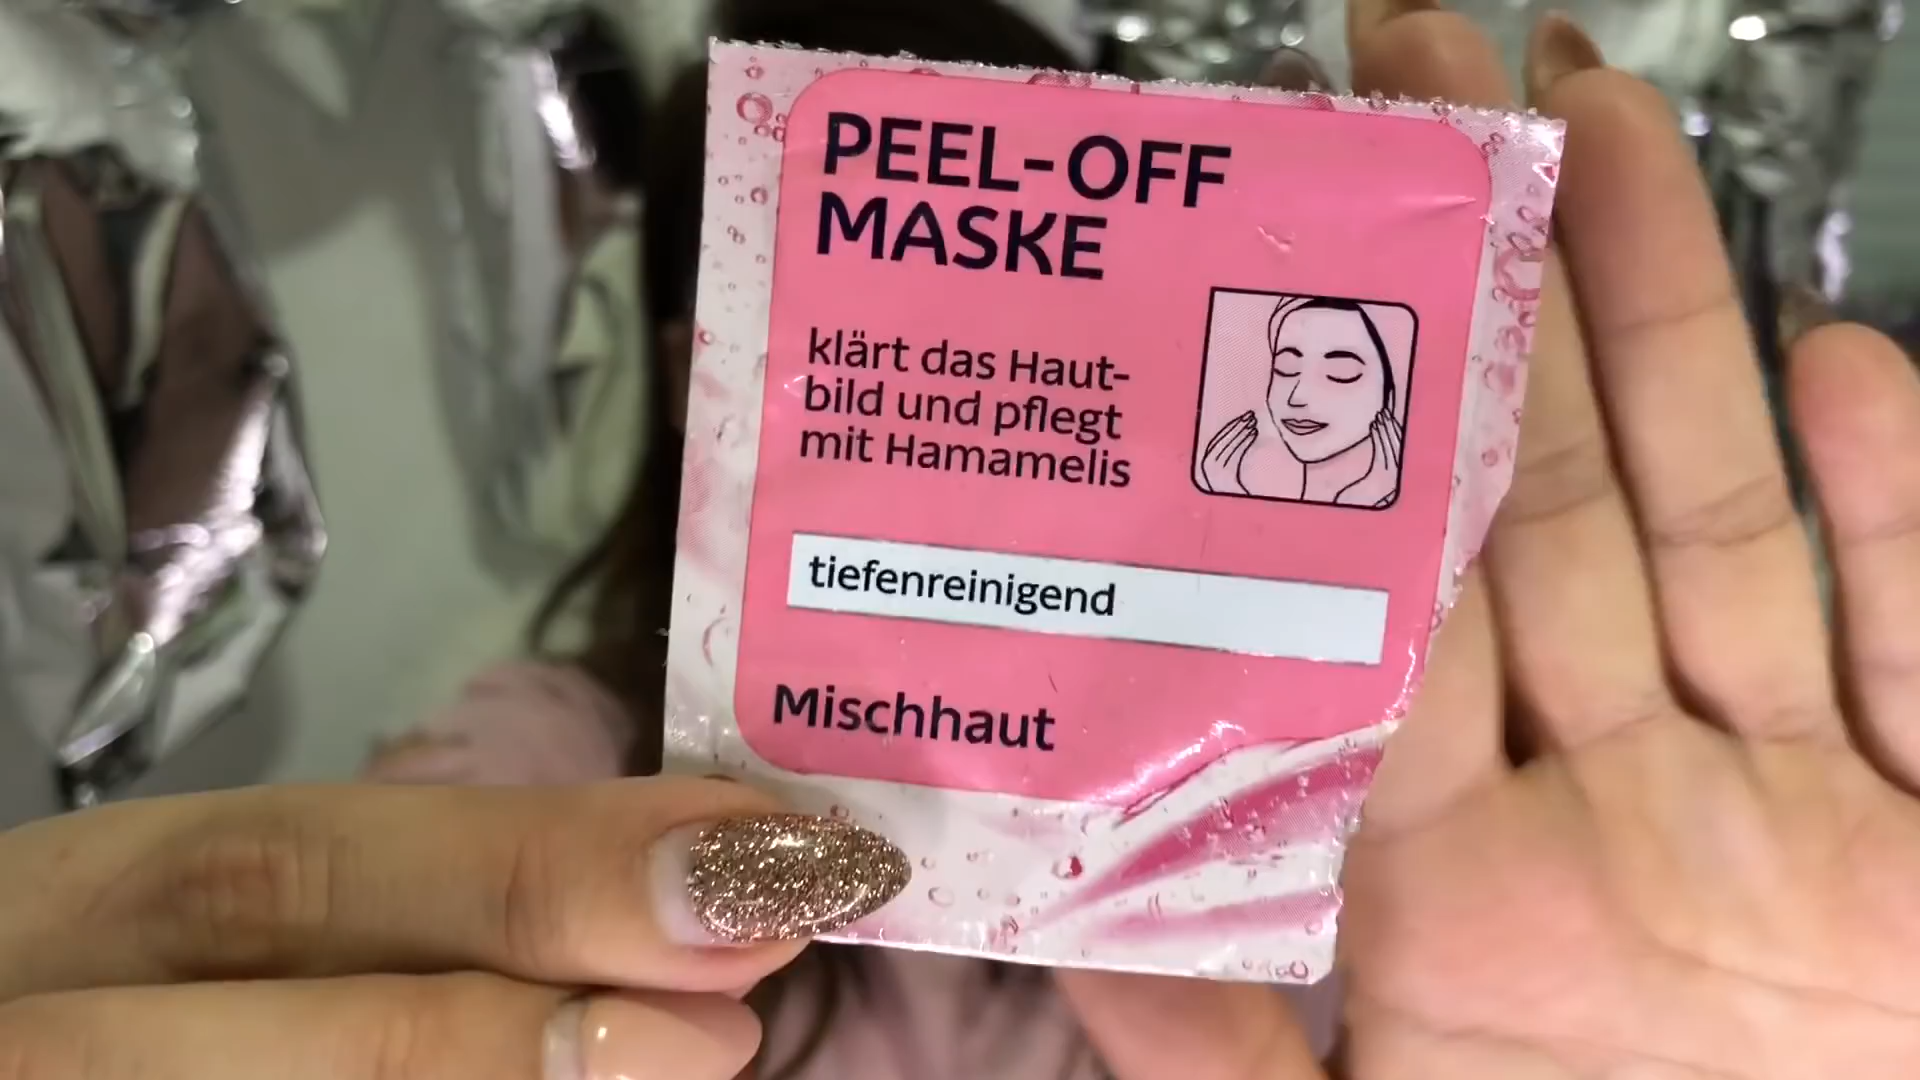 PEEL-OFF
MASKE
klärt das Haut-
bild und pflegt
mit Hamamelis
tiefenreinigend
Mischhaut